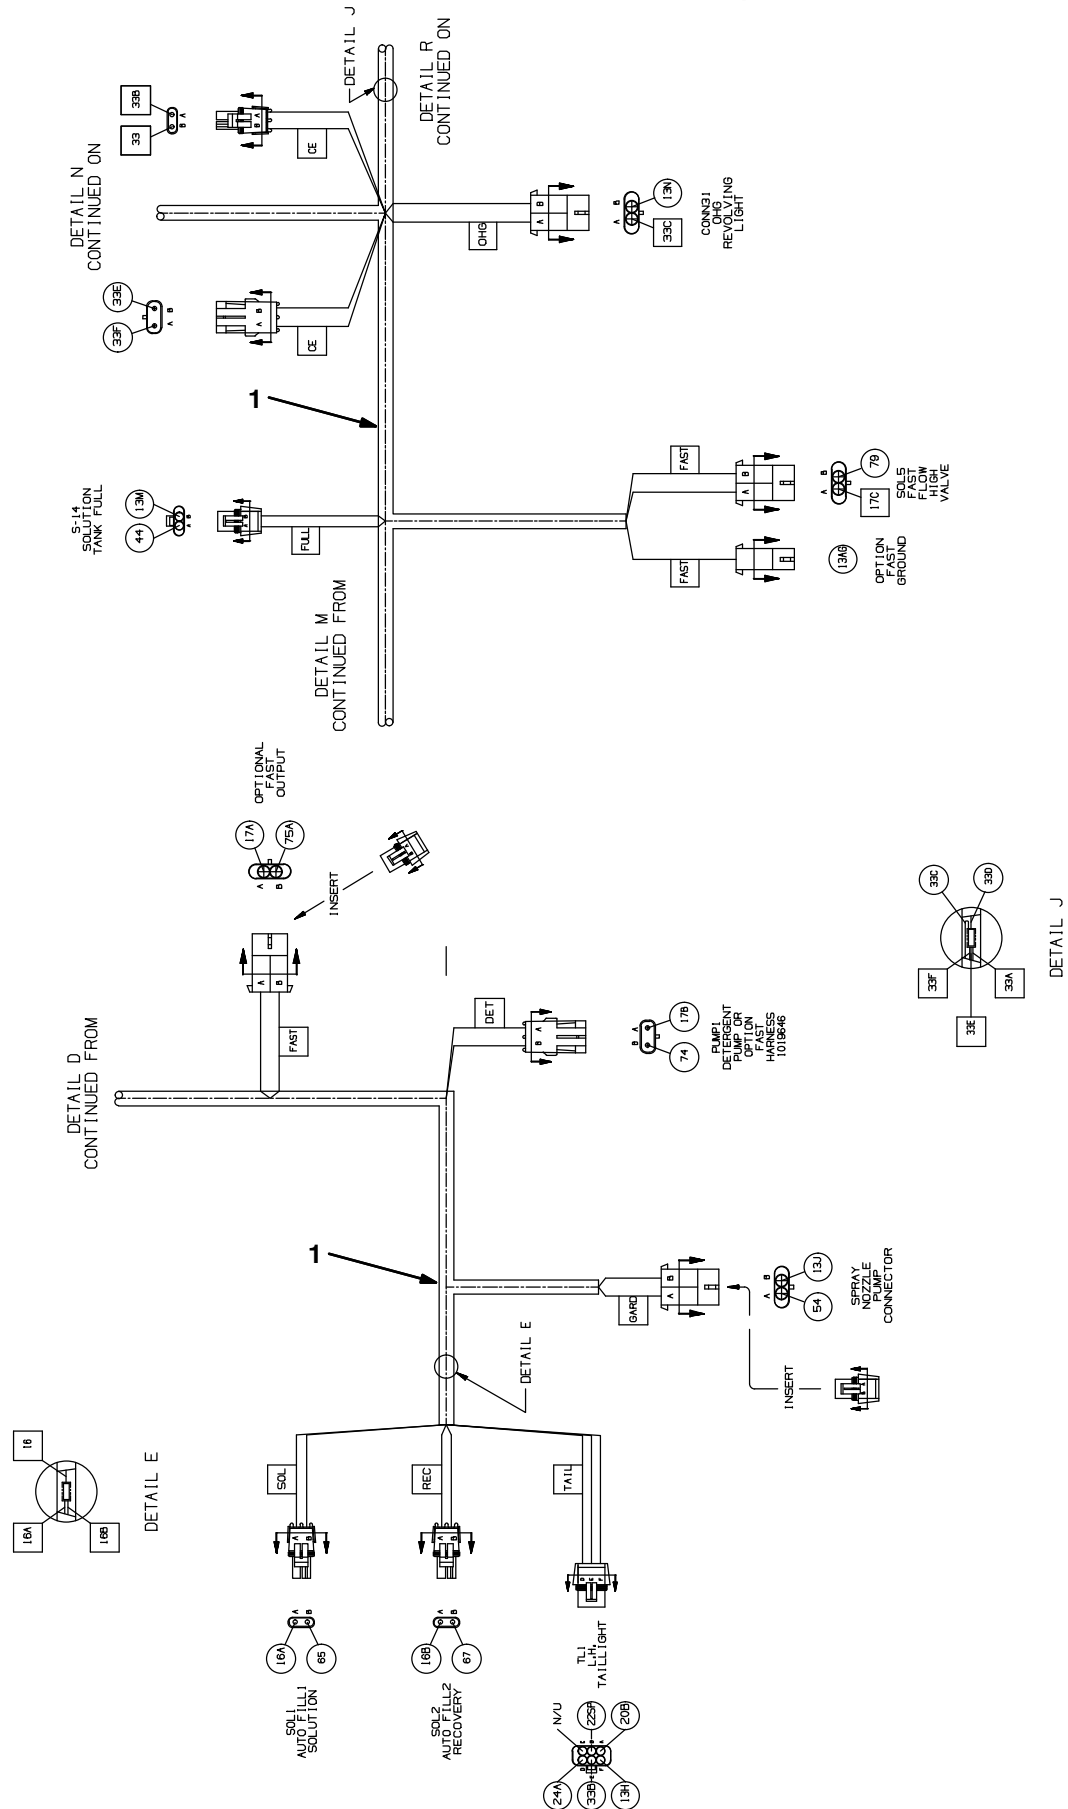 DETAIL N
CONTINUED ON
33
33B
CE
DETAIL J
DETAIL R
CONTINUED ON
33F
33E
A
B
CE
OHG
A
B
33C
13N
CONN31
OHG
REVOLVING
LIGHT
1
S-14
SOLUTION
TANK FULL
44
13M
FULL
DETAIL M
CONTINUED FROM
FAST
FAST
A
B
17C
79
SOL5
FAST
FLOW
HIGH
VALVE
13AG
OPTION
FAST
GROUND
OPTIONAL
FAST
OUTPUT
17A
75A
A
B
INSERT
FAST
DETAIL D
CONTINUED FROM
DET
B
A
74
17B
PUMP1
DETERGENT
PUMP OR
OPTION
FAST
HARNESS
1019646
33C
33D
33F
33A
33E
DETAIL J
1
GARD
A
B
54
13J
SPRAY
NOZZLE
PUMP
CONNECTOR
INSERT
DETAIL E
16
16A
16B
DETAIL E
SOL
REC
TAIL
A
B
16A
65
SOL1
AUTO FILL1
SOLUTION
A
B
16B
67
SOL2
AUTO FILL2
RECOVERY
TL1
L.H.
TAILLIGHT
N/U
22SP
20B
24A
33B
13H